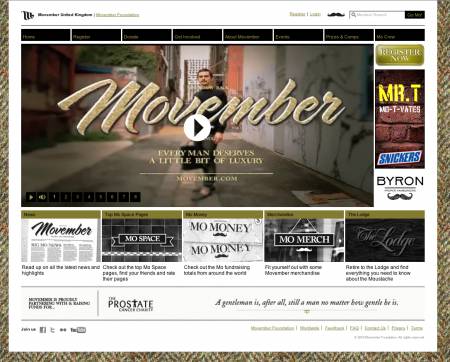 Movember United Kingdom | Movember Foundation
Register | Login
Go Mo!
Home
Register
Donate
Get Involved
About Movember
Events
Prizes & Comps
Mo Crew
Movember
EVERY MAN DESERVES
A LITTLE BIT OF LUXURY
MOVEMBER.COM
1 2 3 4 5 6 7 8
REGISTER
NOW
MR.T
MO-T-VATES
SNICKERS
BYRON
PROPER HAMBURGERS
News
Movember
Read up on all the latest news and
highlights
Top Mo Space Pages
MO SPACE
Check out the top Mo Space
pages, find your friends and rate
their pages
Mo Money
MO MONEY
MO MONEY
Check out the Mo fundraising
totals from around the world
Merchandise
MO MERCH
Fit yourself out with some
Movember merchandise
The Lodge
The Lodge
Retire to the Lodge and find
everything you need to know
about the Moustache
MOVEMBER IS PROUDLY
PARTNERING WITH & RAISING
FUNDS FOR...
THE
PROSTATE
CANCER CHARITY
A gentleman is, after all, still a man no matter how gentle he is.
Join us
You Tube
Movember Foundation | Worldwide | Feedback | FAQ | Contact Us | Privacy | Terms